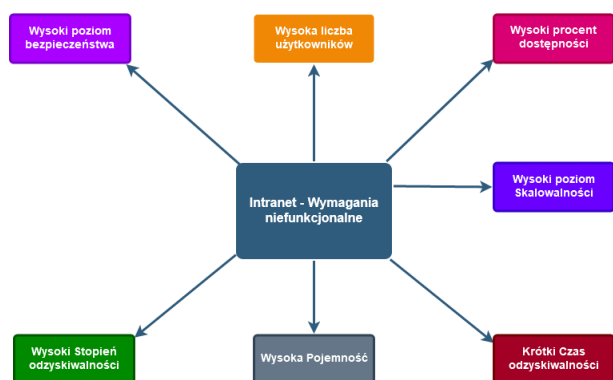 Wysoki poziom
bezpieczeństwa
Wysoka liczba
użytkowników
Wysoki procent
dostępności
Intranet - Wymagania
niefunkcjonalne
Wysoki poziom
Skalowalności
Wysoki Stopień
odzyskiwalności
Wysoka Pojemność
Krótki Czas
odzyskiwalności